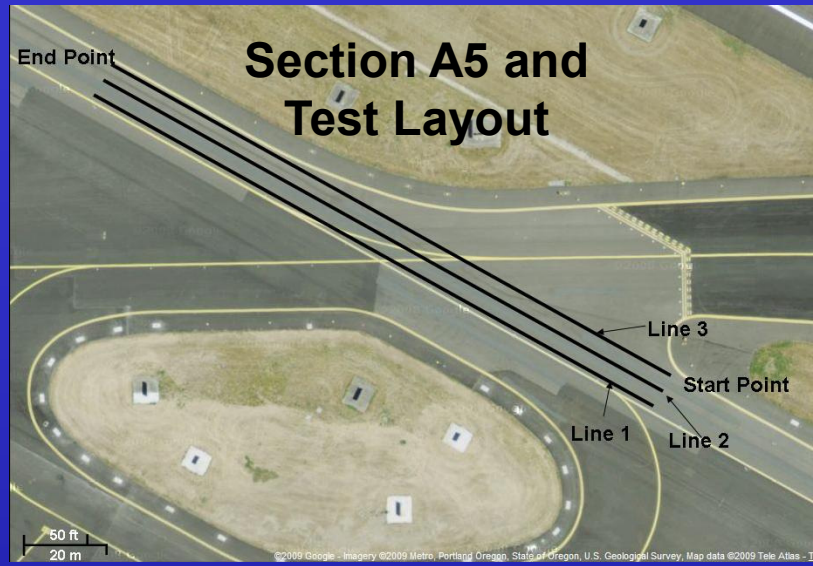 Section A5 and
Test Layout
End Point
Line 3
Start Point
Line 1
Line 2
50 ft
20 m
©2009 Google - Imagery ©2009 Metro, Portland Oregon, State of Oregon, U.S. Geological Survey, Map data ©2009 Tele Atlas -